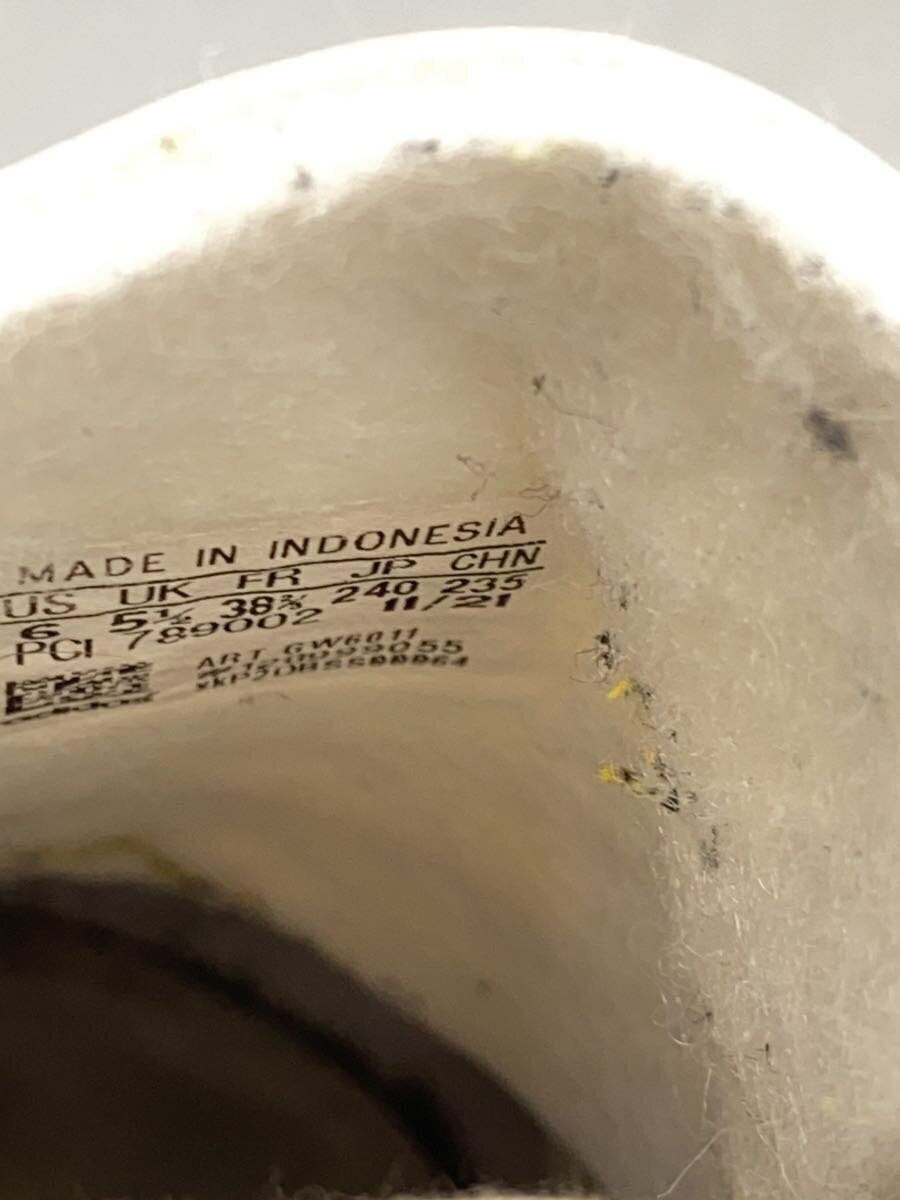 MADE IN INDONESIA
US UK FR JP CHN
6 5½ 38⅔ 240 235
PCI 789002 11/21
ART GW6011
adidas